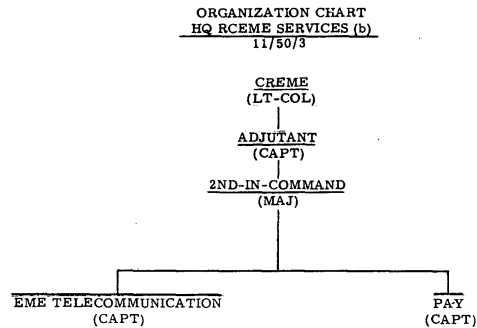 ORGANIZATION CHART
HQ RCEME SERVICES (b)
11/50/3
CREME
(LT-COL)
ADJUTANT
(CAPT)
2ND-IN-COMMAND
(MAJ)
EME TELECOMMUNICATION
(CAPT)
PAY
(CAPT)